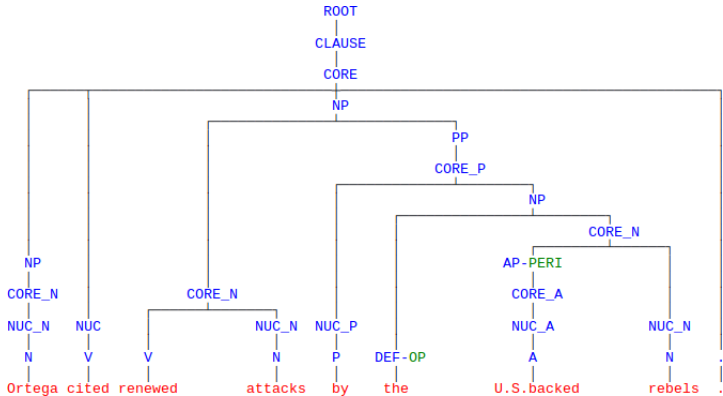 ROOT
CLAUSE
CORE
NP
PP
CORE_P
NP
CORE_N
NP AP-PERI
CORE_N CORE_N CORE_A
NUC_N NUC NUC_N NUC_P NUC_A NUC_N
N V V N P DEF-OP A N .
Ortega cited renewed attacks by the U.S.backed rebels .